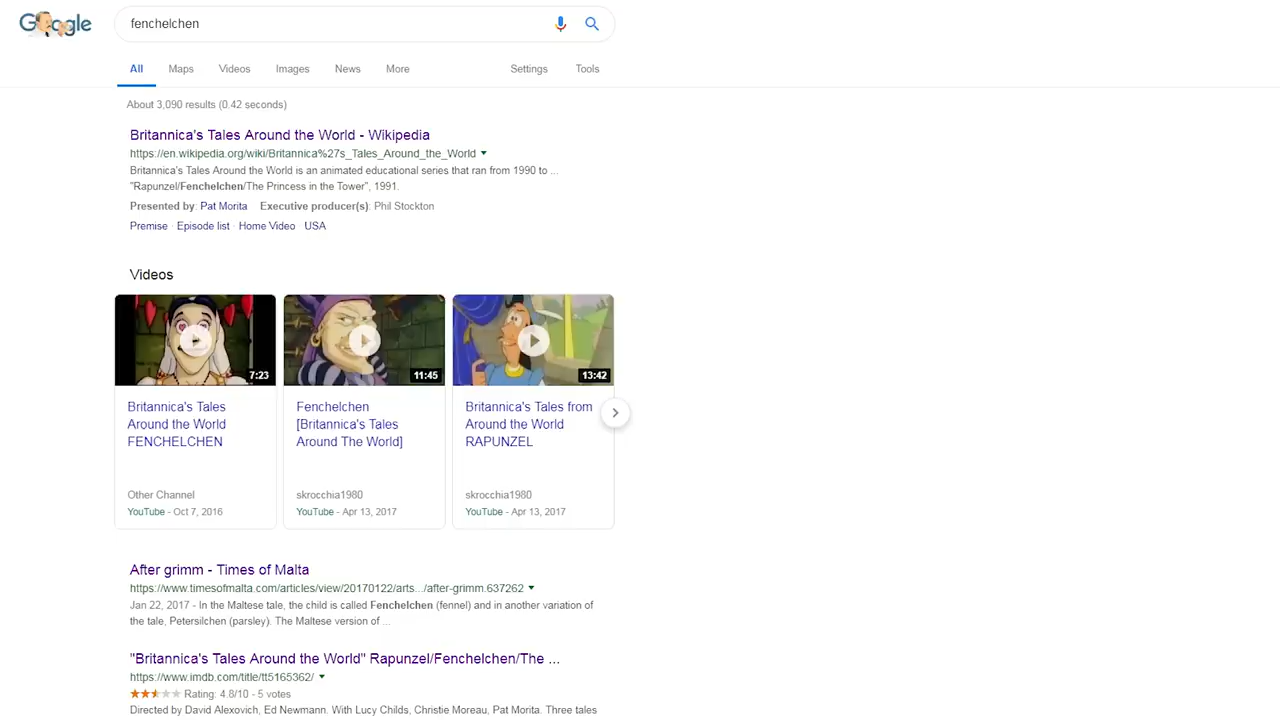 Google
fenchelchen
All Maps Videos Images News More Settings Tools
About 3,090 results (0.42 seconds)
Britannica's Tales Around the World - Wikipedia
https://en.wikipedia.org/wiki/Britannica%27s_Tales_Around_the_World
Britannica's Tales Around the World is an animated educational series that ran from 1990 to ...
"Rapunzel/Fenchelchen/The Princess in the Tower", 1991.
Presented by: Pat Morita Executive producer(s): Phil Stockton
Premise · Episode list · Home Video · USA
Videos
7:23
11:45
13:42
Britannica's Tales
Around the World
FENCHELCHEN
Other Channel
YouTube - Oct 7, 2016
Fenchelchen
[Britannica's Tales
Around The World]
skrocchia1980
YouTube - Apr 13, 2017
Britannica's Tales from
Around the World
RAPUNZEL
skrocchia1980
YouTube - Apr 13, 2017
After grimm - Times of Malta
https://www.timesofmalta.com/articles/view/20170122/arts.../after-grimm.637262
Jan 22, 2017 - In the Maltese tale, the child is called Fenchelchen (fennel) and in another variation of
the tale, Petersilchen (parsley). The Maltese version of ...
"Britannica's Tales Around the World" Rapunzel/Fenchelchen/The ...
https://www.imdb.com/title/tt5165362/
Rating: 4.8/10 - 5 votes
Directed by David Alexovich, Ed Newmann. With Lucy Childs, Christie Moreau, Pat Morita. Three tales